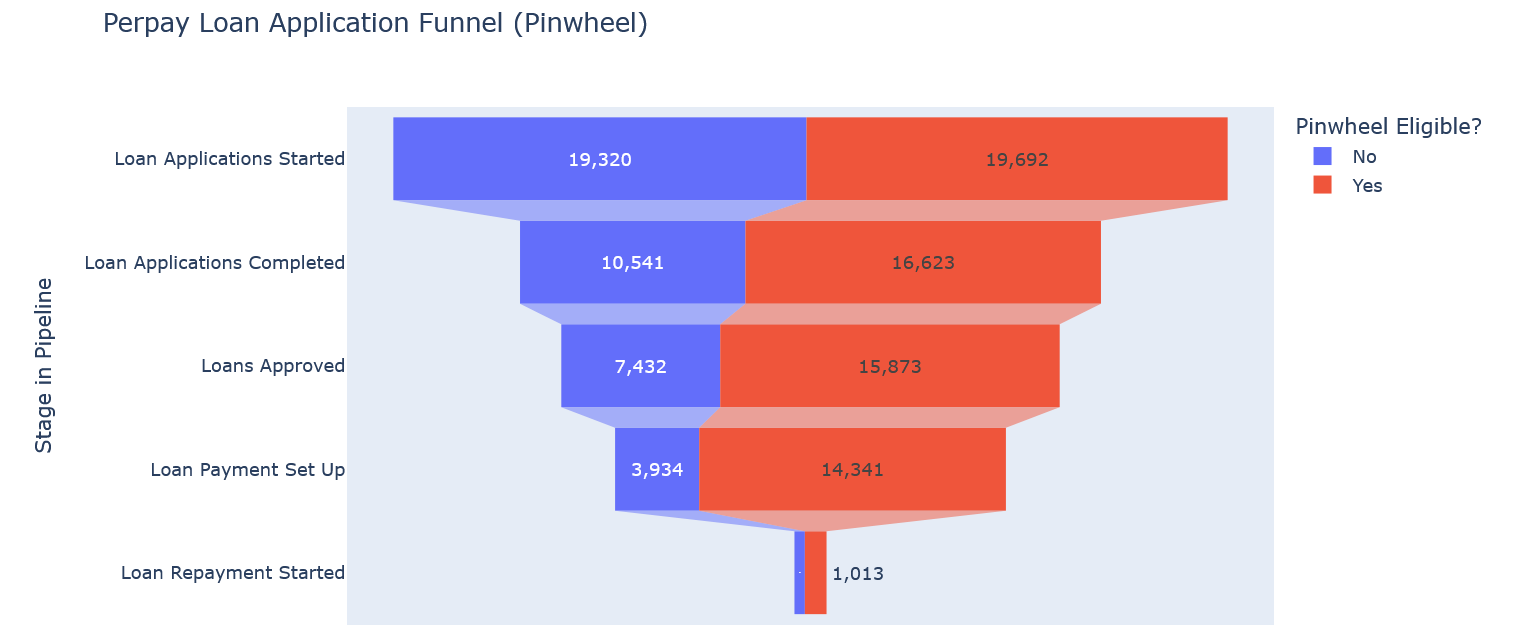 Perpay Loan Application Funnel (Pinwheel)
Pinwheel Eligible?
No
Yes
Stage in Pipeline
Loan Applications Started
19,320
19,692
Loan Applications Completed
10,541
16,623
Loans Approved
7,432
15,873
Loan Payment Set Up
3,934
14,341
Loan Repayment Started
1,013